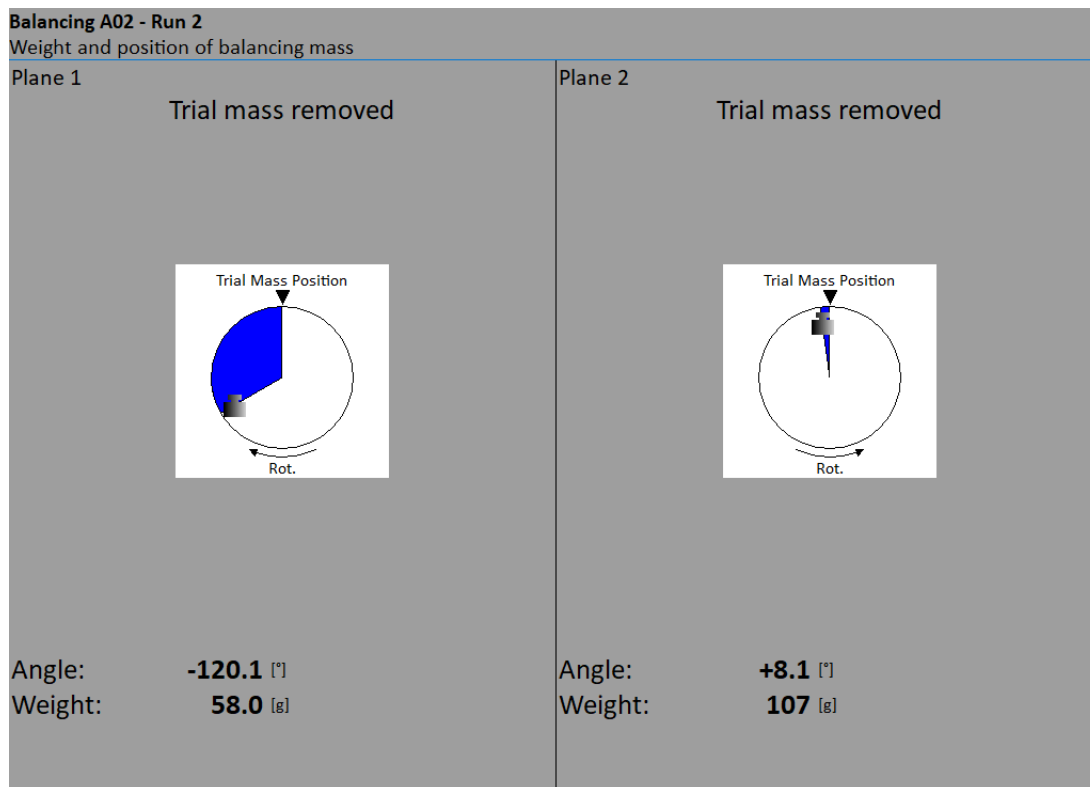 Balancing A02 - Run 2
Weight and position of balancing mass
Plane 1
Trial mass removed
Trial Mass Position
Rot.
Angle: -120.1 [°]
Weight: 58.0 [g]
Plane 2
Trial mass removed
Trial Mass Position
Rot.
Angle: +8.1 [°]
Weight: 107 [g]